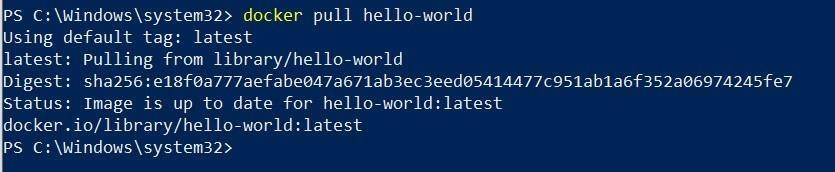 PS C:\Windows\system32> docker pull hello-world
Using default tag: latest
latest: Pulling from library/hello-world
Digest: sha256:e18f0a777aefabe047a671ab3ec3eed05414477c951ab1a6f352a06974245fe7
Status: Image is up to date for hello-world:latest
docker.io/library/hello-world:latest
PS C:\Windows\system32>